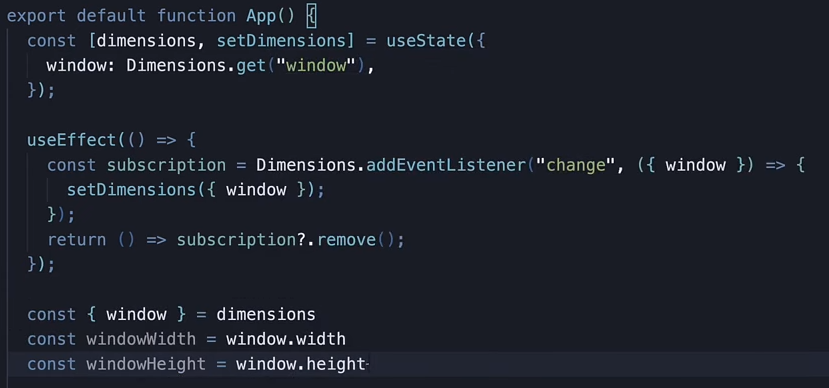 export default function App() {
const [dimensions, setDimensions] = useState({
window: Dimensions.get("window"),
});
useEffect(() => {
const subscription = Dimensions.addEventListener("change", ({ window }) => {
setDimensions({ window });
});
return () => subscription?.remove();
});
const { window } = dimensions
const windowWidth = window.width
const windowHeight = window.height